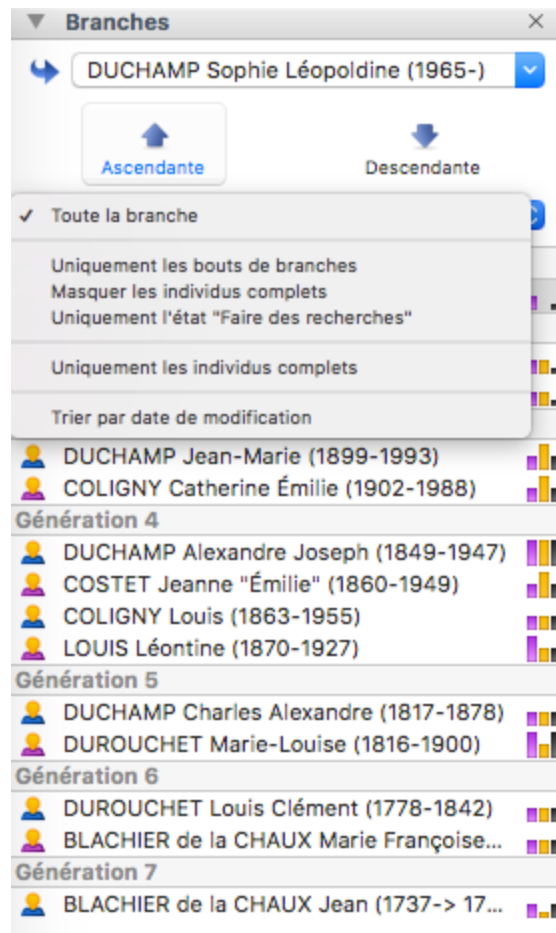 Branches
DUCHAMP Sophie Léopoldine (1965-)
Ascendante
Descendante
Toute la branche
Uniquement les bouts de branches
Masquer les individus complets
Uniquement l'état "Faire des recherches"
Uniquement les individus complets
Trier par date de modification
DUCHAMP Jean-Marie (1899-1993)
COLIGNY Catherine Émilie (1902-1988)
Génération 4
DUCHAMP Alexandre Joseph (1849-1947)
COSTET Jeanne "Émilie" (1860-1949)
COLIGNY Louis (1863-1955)
LOUIS Léontine (1870-1927)
Génération 5
DUCHAMP Charles Alexandre (1817-1878)
DUROUCHET Marie-Louise (1816-1900)
Génération 6
DUROUCHET Louis Clément (1778-1842)
BLACHIER de la CHAUX Marie Françoise...
Génération 7
BLACHIER de la CHAUX Jean (1737-> 17...